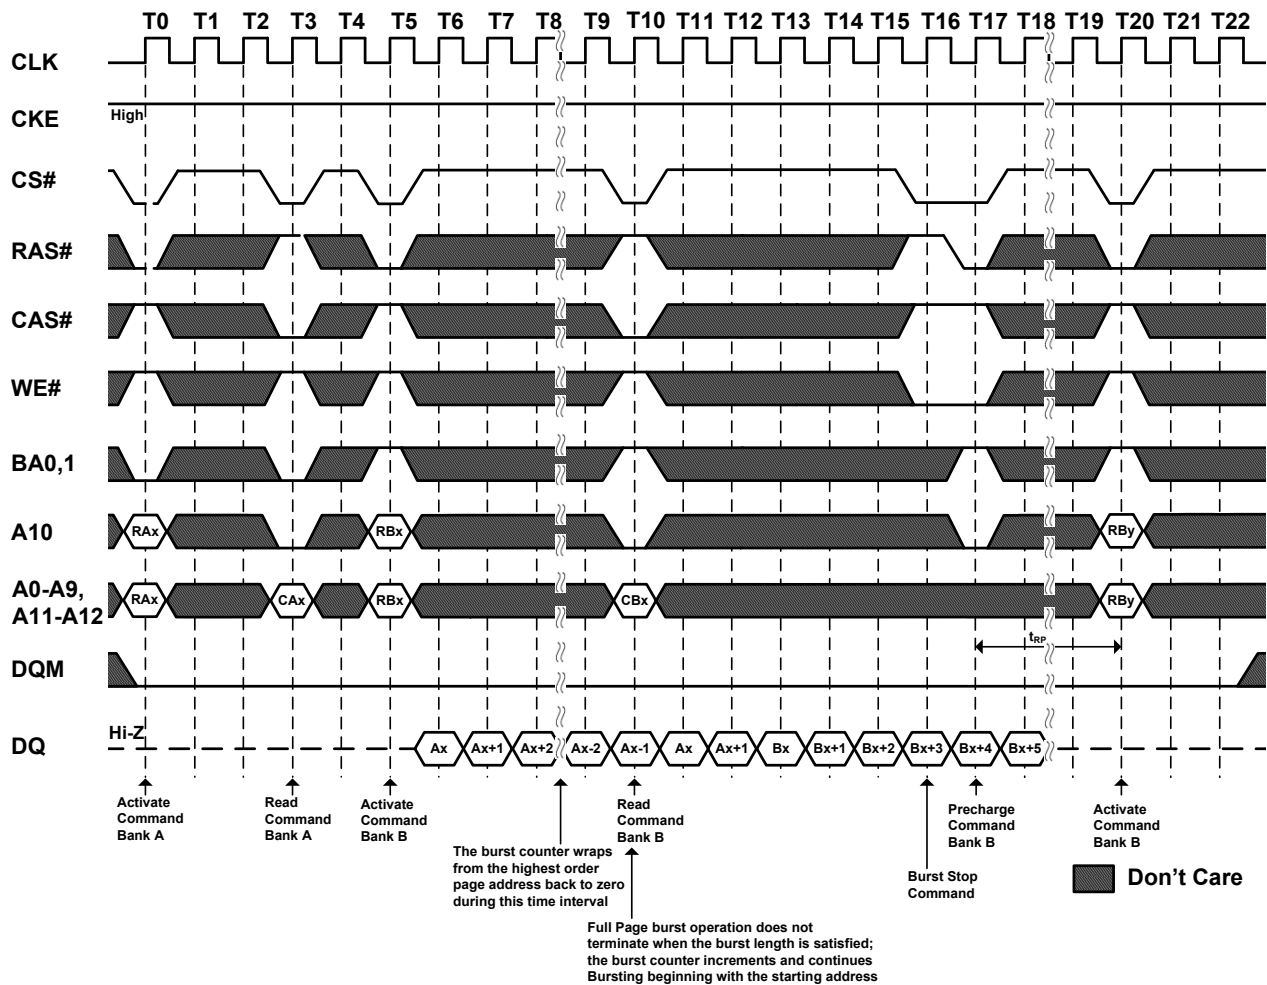 T0 T1 T2 T3 T4 T5 T6 T7 T8 T9 T10 T11 T12 T13 T14 T15 T16 T17 T18 T19 T20 T21 T22
CLK
CKE
High
CS#
RAS#
CAS#
WE#
BA0,1
A10
RAx RBx RBy
A0-A9,
A11-A12
RAx CAx RBx CBx RBy
tRP
DQM
DQ
Hi-Z
Ax Ax+1 Ax+2 Ax-2 Ax-1 Ax Ax+1 Bx Bx+1 Bx+2 Bx+3 Bx+4 Bx+5
Activate
Command
Bank A
Read
Command
Bank A
Activate
Command
Bank B
The burst counter wraps
from the highest order
page address back to zero
during this time interval
Read
Command
Bank B
Full Page burst operation does not
terminate when the burst length is satisfied;
the burst counter increments and continues
Bursting beginning with the starting address
Burst Stop
Command
Precharge
Command
Bank B
Activate
Command
Bank B
Don't Care